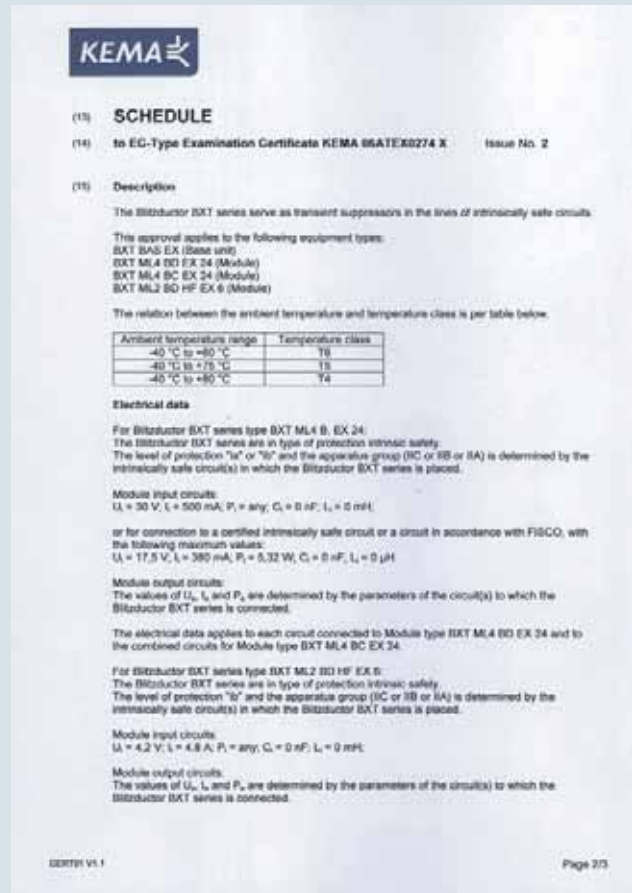 KEMA
(13) SCHEDULE
(14) to EC-Type Examination Certificate KEMA 06ATEX0274 X Issue No. 2
(15) Description
The Blitzductor BXT series serve as transient suppressors in the lines of intrinsically safe circuits.
This approval applies to the following equipment types:
BXT BAS EX (Base unit)
BXT ML4 BD EX 24 (Module)
BXT ML4 BC EX 24 (Module)
BXT ML2 BD HF EX 6 (Module)
The relation between the ambient temperature and temperature class is per table below.
Ambient temperature range Temperature class
-40 °C to +60 °C T6
-40 °C to +75 °C T5
-40 °C to +80 °C T4
Electrical data
For Blitzductor BXT series type BXT ML4 B. EX 24:
The Blitzductor BXT series are in type of protection intrinsic safety.
The level of protection "ia" or "ib" and the apparatus group (IIC or IIB or IIA) is determined by the
intrinsically safe circuit(s) in which the Blitzductor BXT series is placed.
Module input circuits:
Uᵢ = 30 V; Iᵢ = 500 mA; Pᵢ = any; Cᵢ = 0 nF; Lᵢ = 0 mH;
or for connection to a certified intrinsically safe circuit or a circuit in accordance with FISCO, with
the following maximum values:
Uᵢ = 17,5 V, Iᵢ = 380 mA, Pᵢ = 5,32 W, Cᵢ = 0 nF, Lᵢ = 0 µH
Module output circuits:
The values of Uₒ, Iₒ and Pₒ are determined by the parameters of the circuit(s) to which the
Blitzductor BXT series is connected.
The electrical data applies to each circuit connected to Module type BXT ML4 BD EX 24 and to
the combined circuits for Module type BXT ML4 BC EX 24.
For Blitzductor BXT series type BXT ML2 BD HF EX 6:
The Blitzductor BXT series are in type of protection intrinsic safety.
The level of protection "ib" and the apparatus group (IIC or IIB or IIA) is determined by the
intrinsically safe circuit(s) in which the Blitzductor BXT series is placed.
Module input circuits:
Uᵢ = 4,2 V; Iᵢ = 4.8 A; Pᵢ = any; Cᵢ = 0 nF; Lᵢ = 0 mH;
Module output circuits:
The values of Uₒ, Iₒ and Pₒ are determined by the parameters of the circuit(s) to which the
Blitzductor BXT series is connected.
CERT01 V1.1 Page 2/3